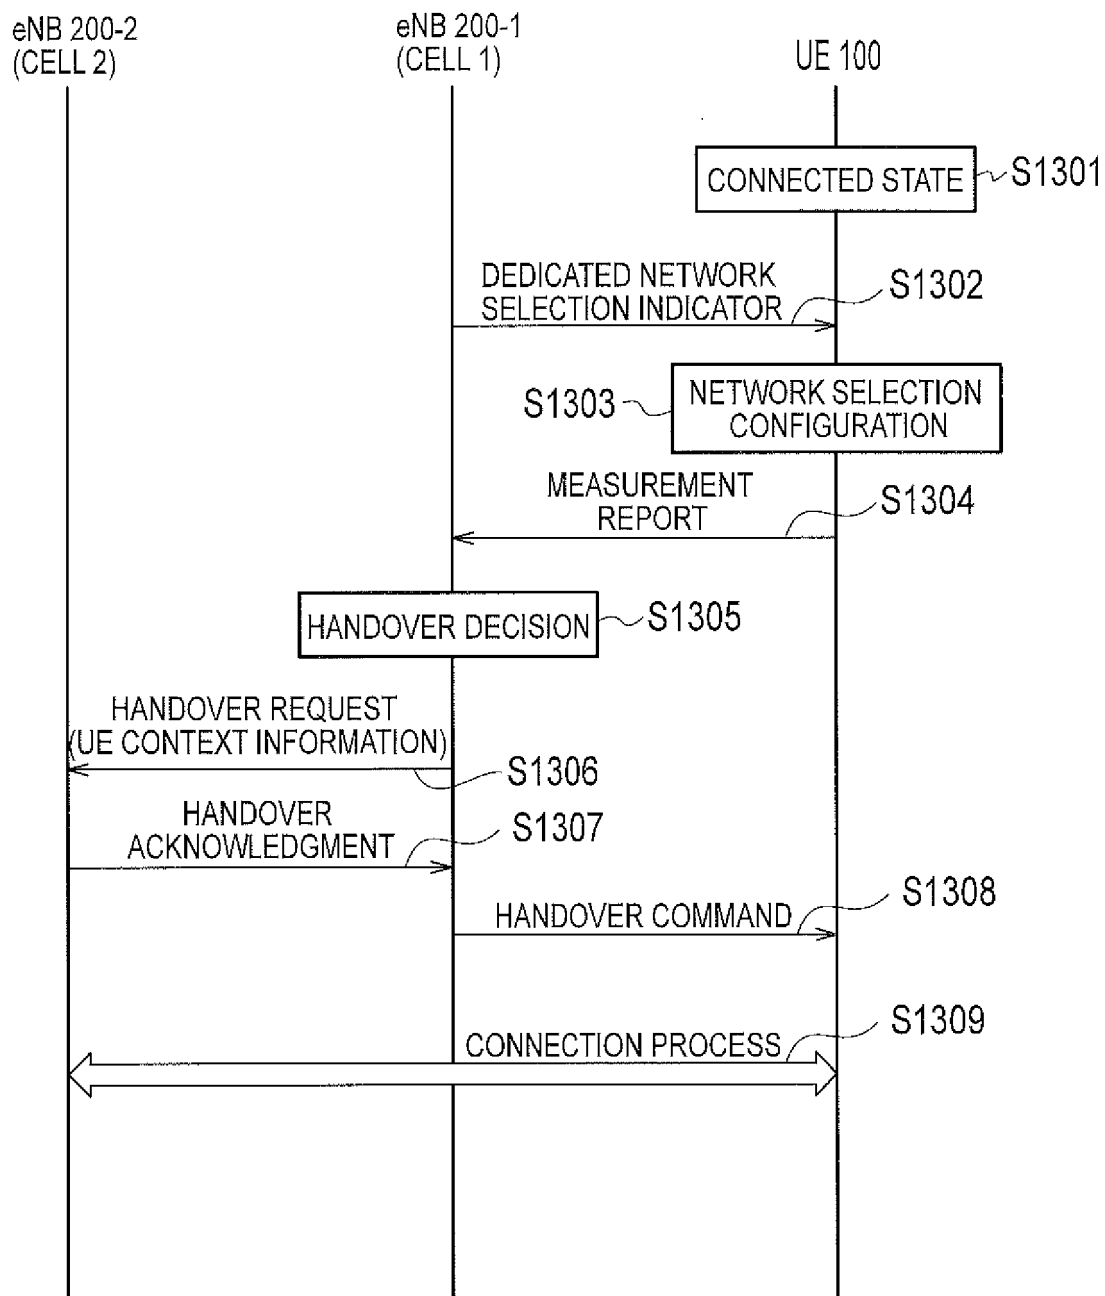 eNB 200-2
(CELL 2)
eNB 200-1
(CELL 1)
UE 100
CONNECTED STATE
S1301
DEDICATED NETWORK
SELECTION INDICATOR
S1302
S1303
NETWORK SELECTION
CONFIGURATION
MEASUREMENT
REPORT
S1304
HANDOVER DECISION
S1305
HANDOVER REQUEST
(UE CONTEXT INFORMATION)
S1306
HANDOVER
ACKNOWLEDGMENT
S1307
HANDOVER COMMAND
S1308
CONNECTION PROCESS
S1309